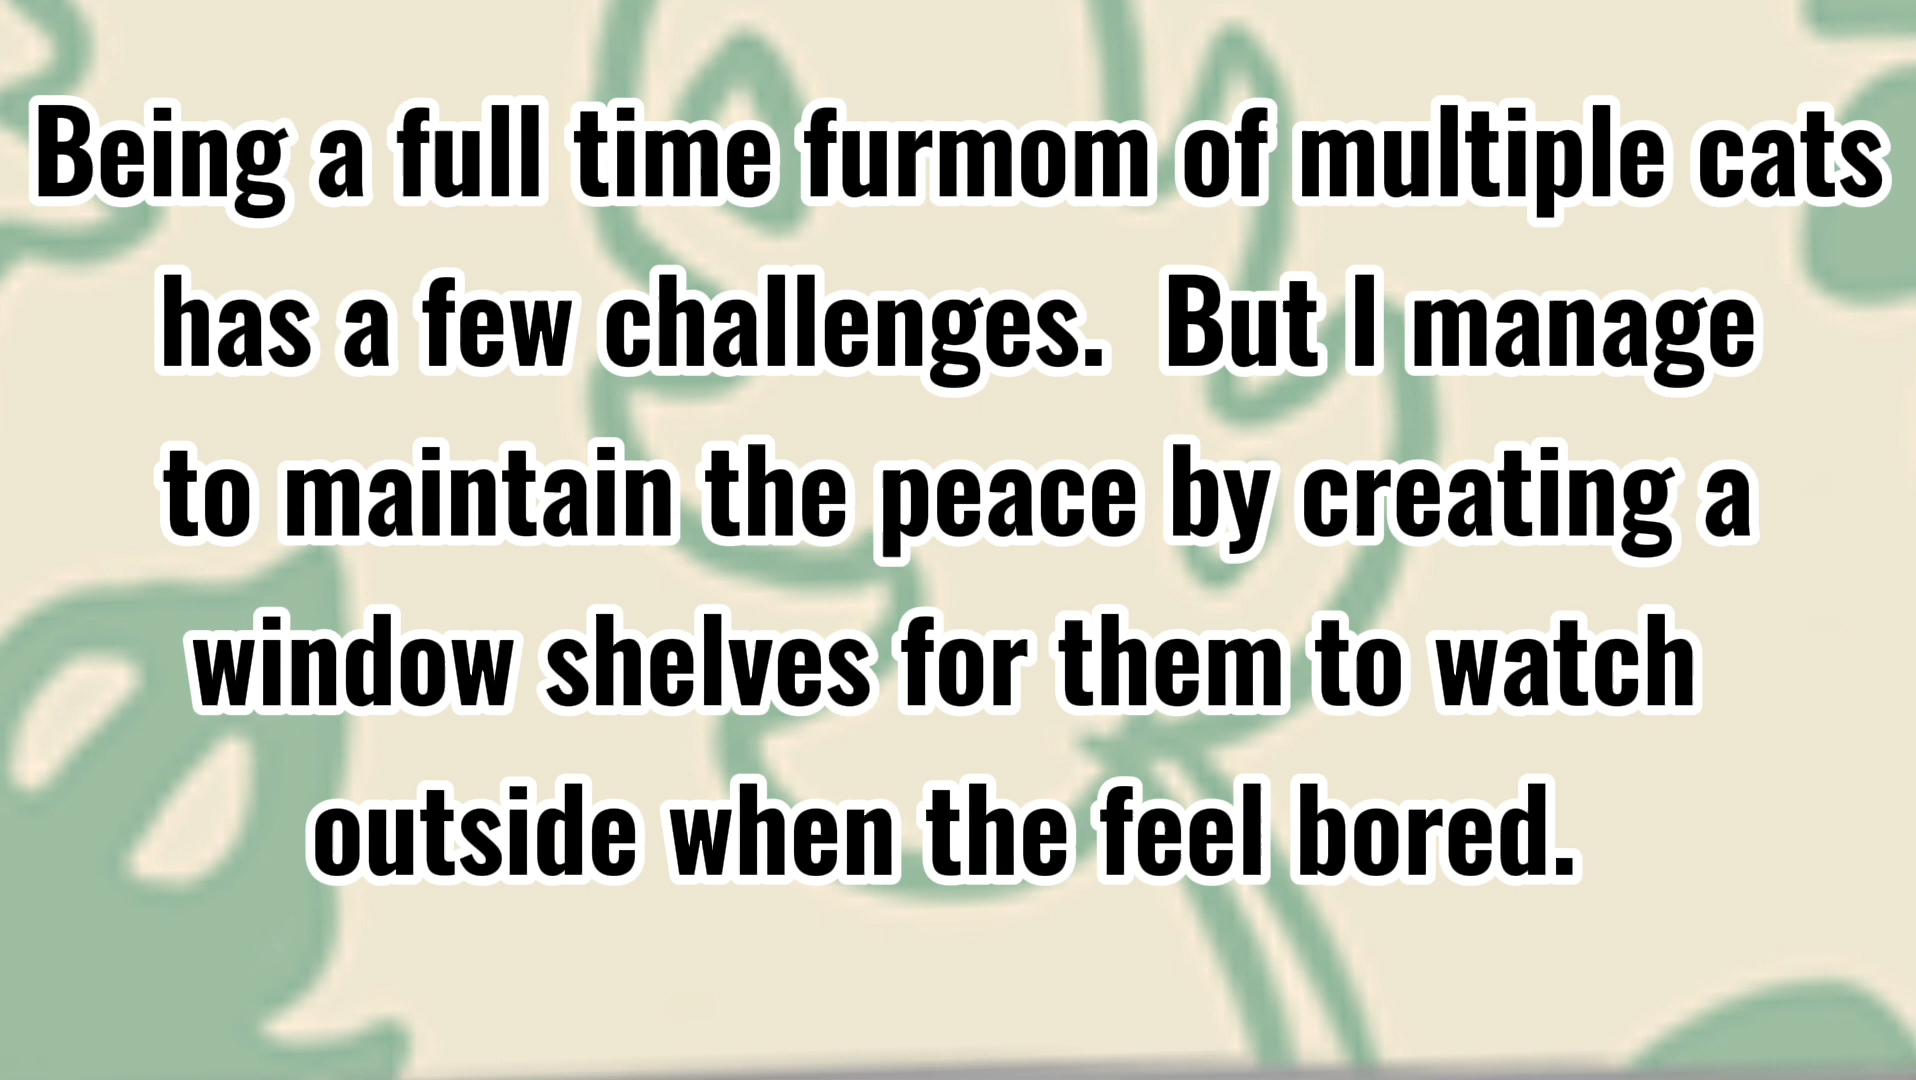 Being a full time furmom of multiple cats
has a few challenges.  But I manage
to maintain the peace by creating a
window shelves for them to watch
outside when the feel bored.